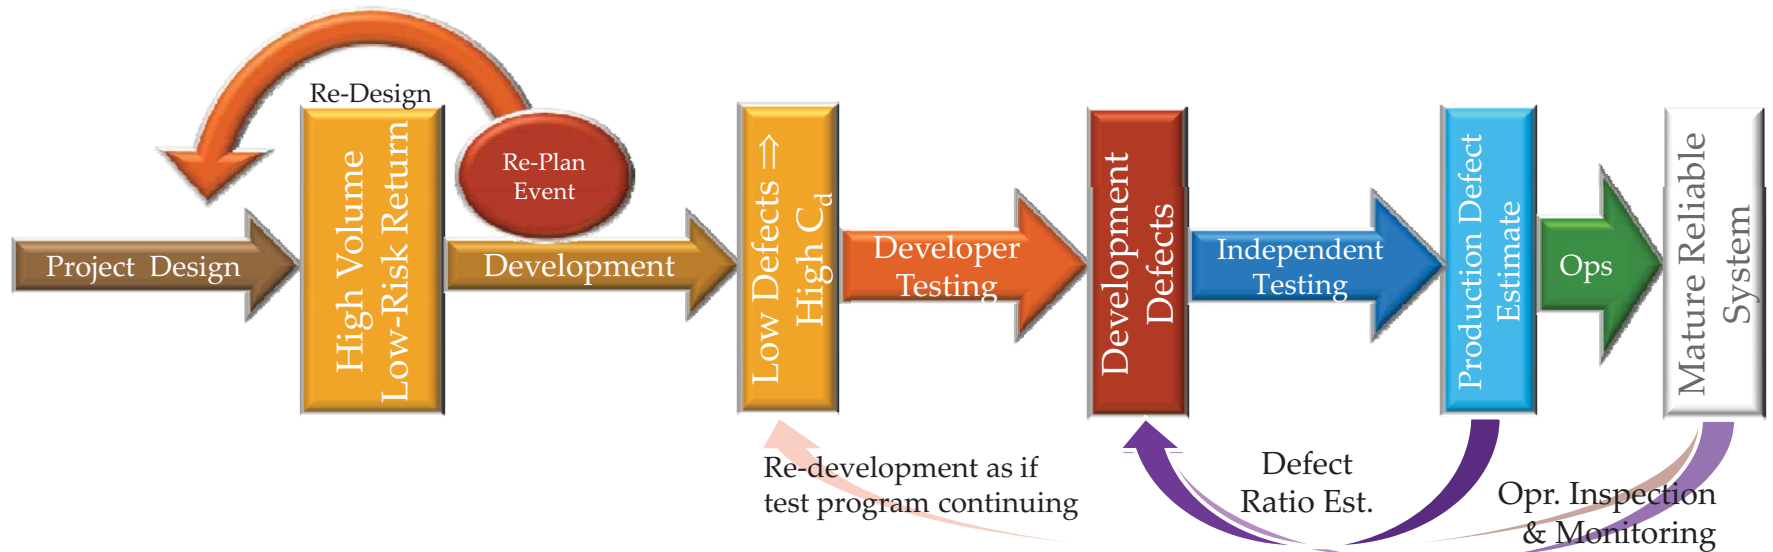 Re-Design
Project Design
High Volume
Low-Risk Return
Re-Plan
Event
Development
Low Defects ⇒
High C_d
Developer
Testing
Development
Defects
Independent
Testing
Production Defect
Estimate
Ops
Mature Reliable
System
Re-development as if
test program continuing
Defect
Ratio Est.
Opr. Inspection
& Monitoring